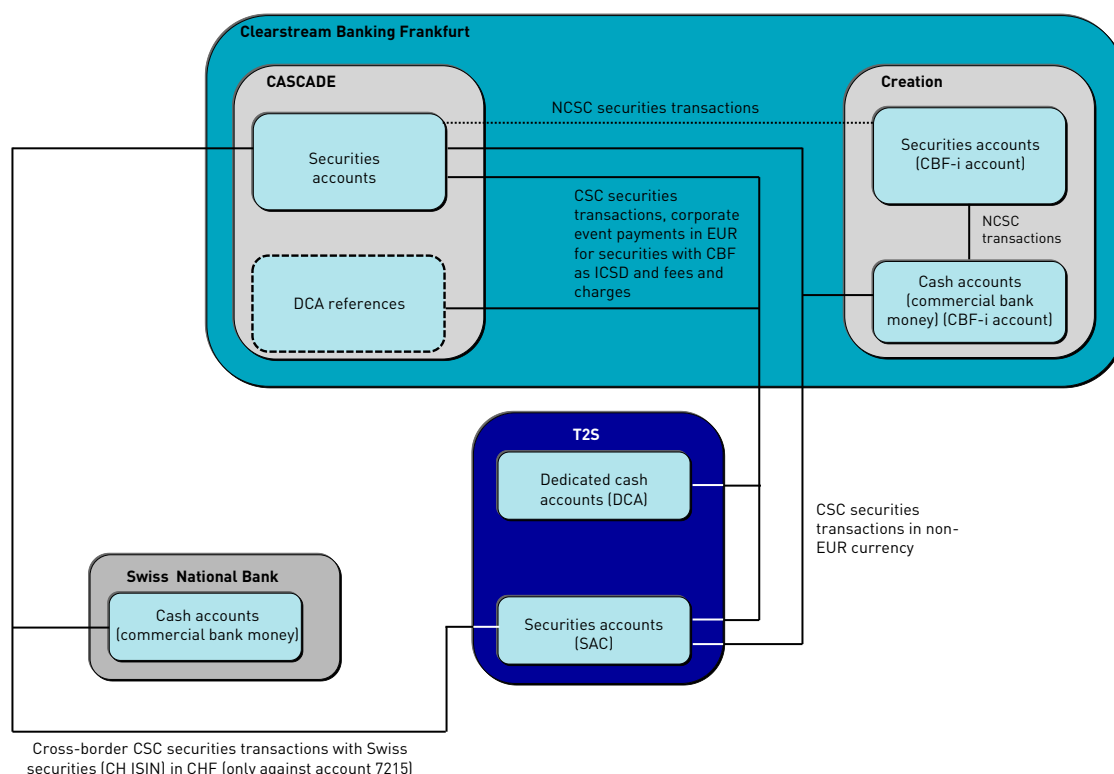 Clearstream Banking Frankfurt
CASCADE
Creation
NCSC securities transactions
Securities
accounts
Securities accounts
(CBF-i account)
CSC securities
transactions, corporate
event payments in EUR
for securities with CBF
as ICSD and fees and
charges
NCSC
transactions
DCA references
Cash accounts
(commercial bank
money) (CBF-i account)
T2S
Dedicated cash
accounts (DCA)
CSC securities
transactions in non-
EUR currency
Swiss National Bank
Cash accounts
(commercial bank money)
Securities accounts
(SAC)
Cross-border CSC securities transactions with Swiss
securities (CH ISIN) in CHF (only against account 7215)